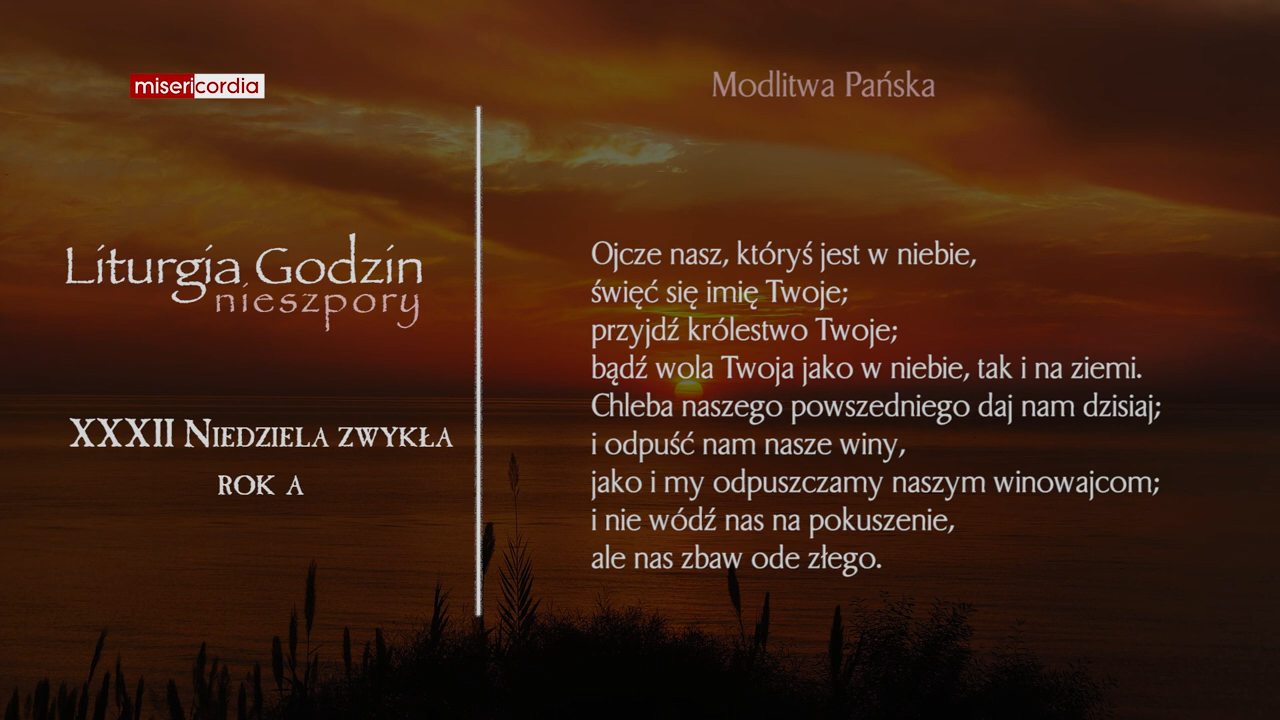 misericordia
Liturgia Godzin
nieszpory
XXXII Niedziela zwykła
rok A
Modlitwa Pańska
Ojcze nasz, któryś jest w niebie,
święć się imię Twoje;
przyjdź królestwo Twoje;
bądź wola Twoja jako w niebie, tak i na ziemi.
Chleba naszego powszedniego daj nam dzisiaj;
i odpuść nam nasze winy,
jako i my odpuszczamy naszym winowajcom;
i nie wódź nas na pokuszenie,
ale nas zbaw ode złego.